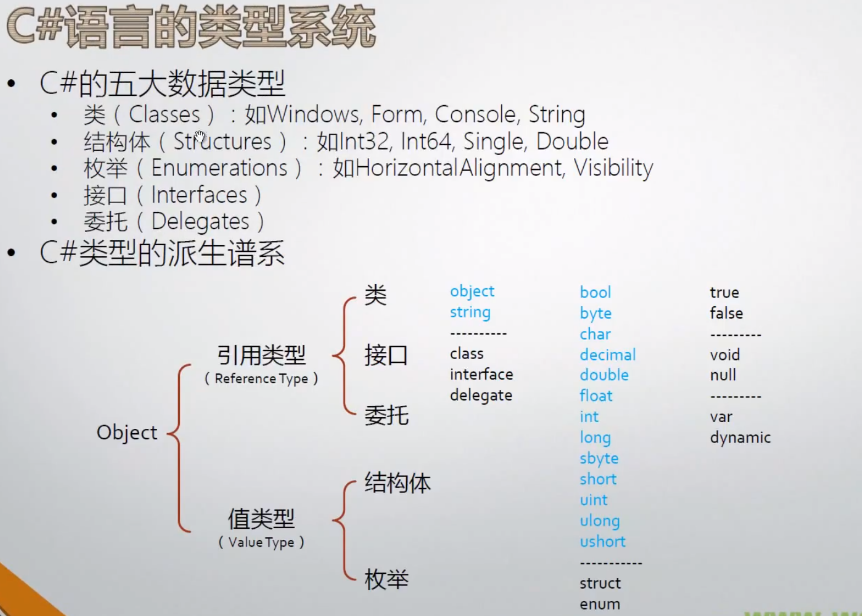 C#语言的类型系统
• C#的五大数据类型
• 类（Classes）：如Windows, Form, Console, String
• 结构体（Structures）：如Int32, Int64, Single, Double
• 枚举（Enumerations）：如HorizontalAlignment, Visibility
• 接口（Interfaces）
• 委托（Delegates）
• C#类型的派生谱系
Object
引用类型
（Reference Type）
类
接口
委托
值类型
（Value Type）
结构体
枚举
object
string
----------
class
interface
delegate
bool
byte
char
decimal
double
float
int
long
sbyte
short
uint
ulong
ushort
-----------
struct
enum
true
false
---------
void
null
---------
var
dynamic